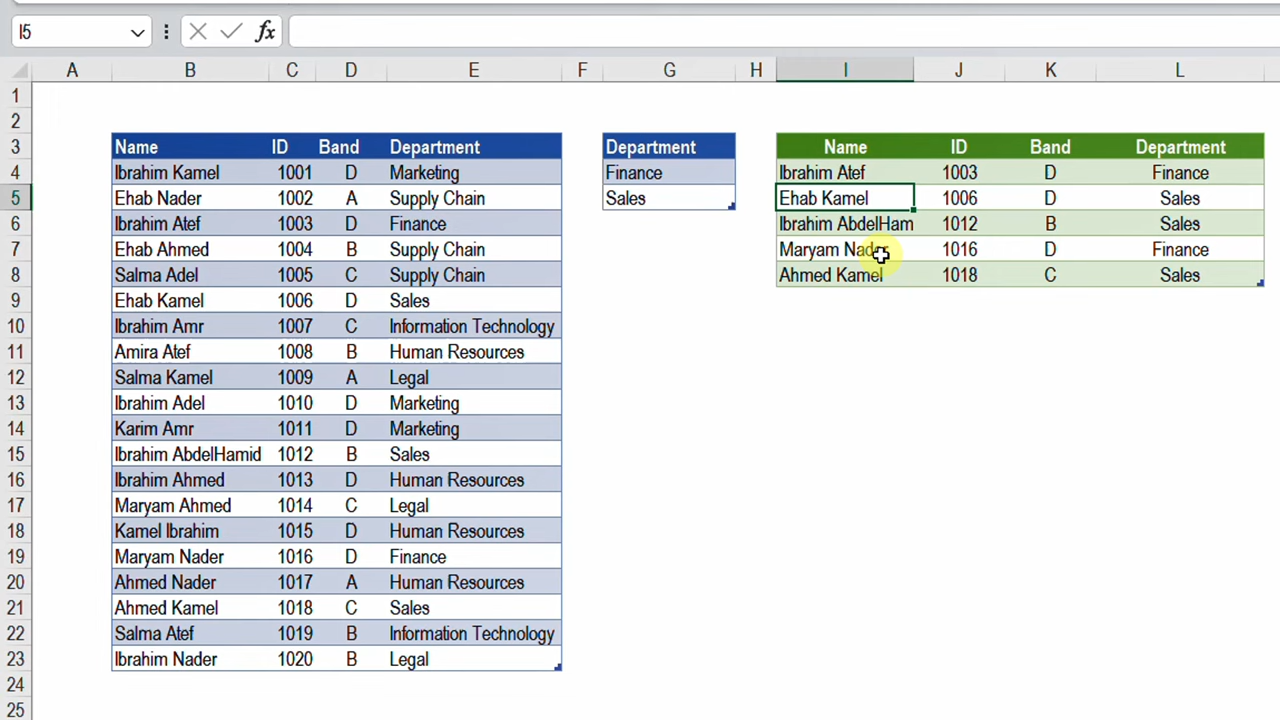 I5 fx
A B C D E F G H I J K L
1
2
3 Name ID Band Department Department Name ID Band Department
4 Ibrahim Kamel 1001 D Marketing Finance Ibrahim Atef 1003 D Finance
5 Ehab Nader 1002 A Supply Chain Sales Ehab Kamel 1006 D Sales
6 Ibrahim Atef 1003 D Finance Ibrahim AbdelHam 1012 B Sales
7 Ehab Ahmed 1004 B Supply Chain Maryam Nader 1016 D Finance
8 Salma Adel 1005 C Supply Chain Ahmed Kamel 1018 C Sales
9 Ehab Kamel 1006 D Sales
10 Ibrahim Amr 1007 C Information Technology
11 Amira Atef 1008 B Human Resources
12 Salma Kamel 1009 A Legal
13 Ibrahim Adel 1010 D Marketing
14 Karim Amr 1011 D Marketing
15 Ibrahim AbdelHamid 1012 B Sales
16 Ibrahim Ahmed 1013 D Human Resources
17 Maryam Ahmed 1014 C Legal
18 Kamel Ibrahim 1015 D Human Resources
19 Maryam Nader 1016 D Finance
20 Ahmed Nader 1017 A Human Resources
21 Ahmed Kamel 1018 C Sales
22 Salma Atef 1019 B Information Technology
23 Ibrahim Nader 1020 B Legal
24
25